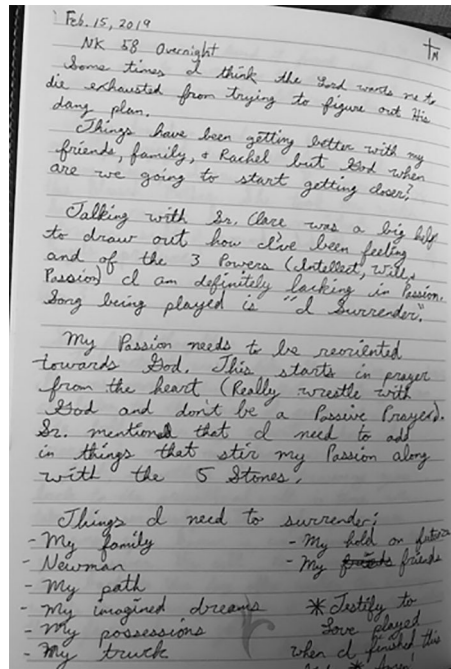 Feb. 15, 2019
NK 58 Overnight
Some times I think the Lord wants me to
die exhausted from trying to figure out His
dang plan.
Things have been getting better with my
friends, family, & Rachel but God when
are we going to start getting closer?
Talking with Sr. Clare was a big help
to draw out how I've been feeling
and of the 3 Powers (Intellect, Will,
Passion) I am definitely lacking in Passion.
Song being played is "I Surrender".
My Passion needs to be reoriented
towards God. This starts in prayer
from the heart (Really wrestle with
God and don't be a Passive Prayer).
Sr. mentioned that I need to add
in things that stir my Passion along
with the 5 Stones.
Things I need to surrender:
- My family
- Newman
- My path
- My imagined dreams
- My possessions
- My truck
- My hold on future
- My friends
* Testify to
Love played
when I finished this